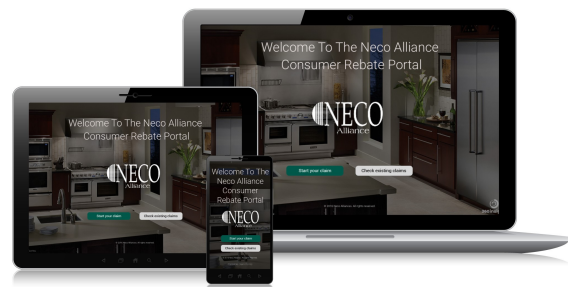 Welcome To The Neco Alliance
Consumer Rebate Portal
NECO
Alliance
Start your claim
Check existing claims
Welcome To The Neco Alliance
Consumer Rebate Portal
NECO
Alliance
Start your claim
Check existing claims
Welcome To The
Neco Alliance
Consumer
Rebate Portal
NECO
Alliance
Start your claim
Check existing claims